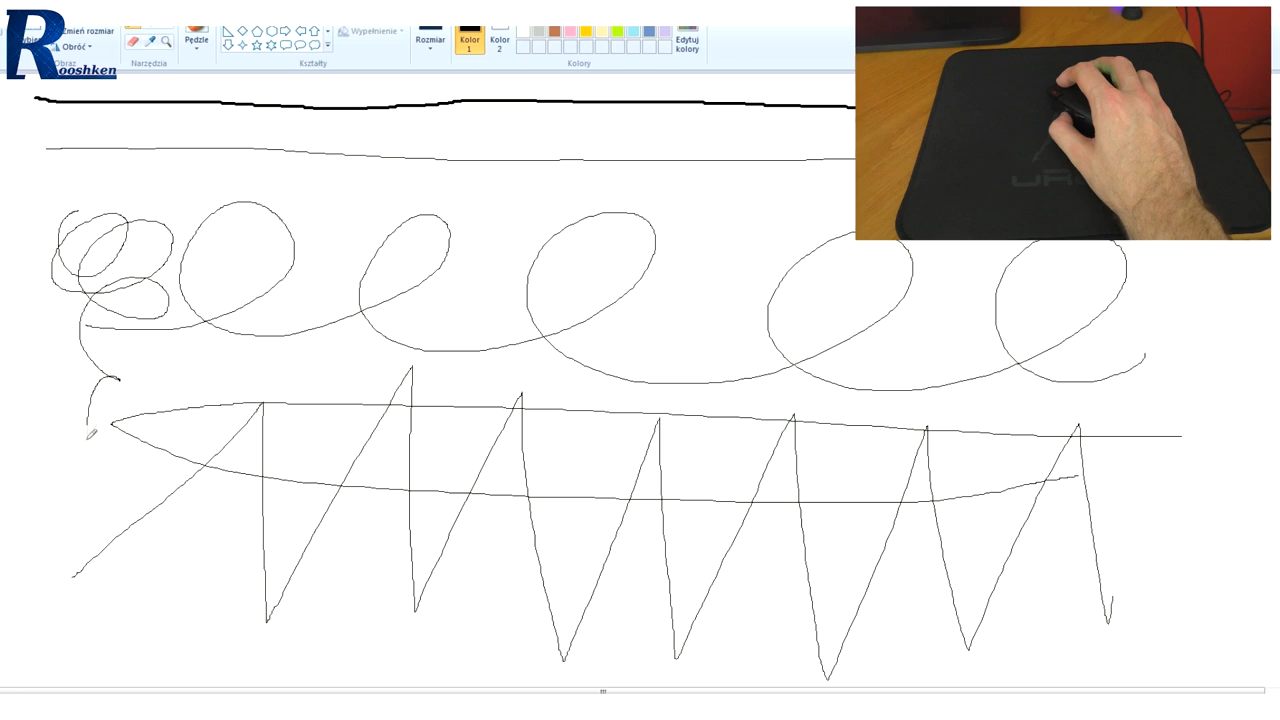 Rooshken
Zmień rozmiar
Obróć
Obraz
Narzędzia
Pędzle
Kształty
Wypełnienie
Rozmiar
Kolor
1
Kolor
2
Edytuj
kolory
Kolory